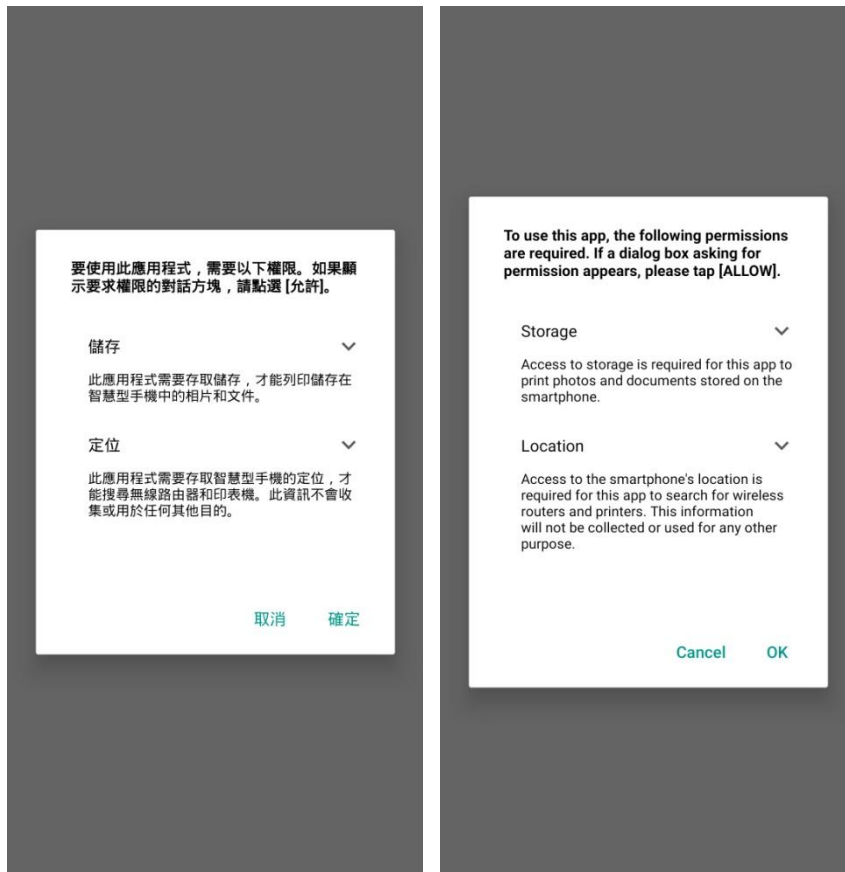 要使用此應用程式，需要以下權限。如果顯
示要求權限的對話方塊，請點選 [允許]。
儲存
此應用程式需要存取儲存，才能列印儲存在
智慧型手機中的相片和文件。
定位
此應用程式需要存取智慧型手機的定位，才
能搜尋無線路由器和印表機。此資訊不會收
集或用於任何其他目的。
取消 確定
To use this app, the following permissions
are required. If a dialog box asking for
permission appears, please tap [ALLOW].
Storage
Access to storage is required for this app to
print photos and documents stored on the
smartphone.
Location
Access to the smartphone's location is
required for this app to search for wireless
routers and printers. This information
will not be collected or used for any other
purpose.
Cancel OK